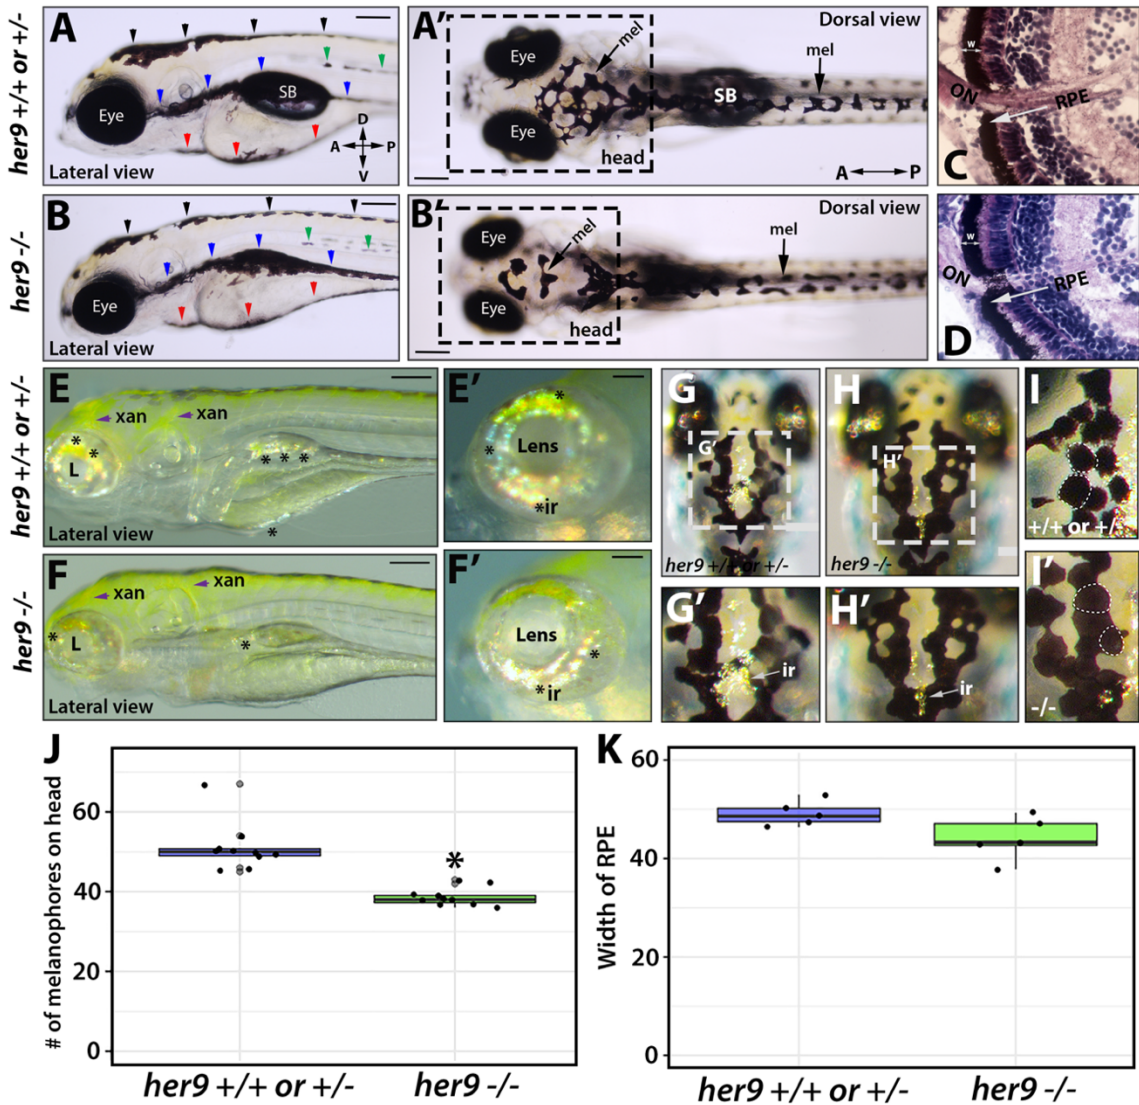 her9 +/+ or +/-
A
Eye
SB
D
A P
V
Lateral view
A'
Dorsal view
mel
Eye
Eye
head
SB
mel
A P
w
ON
RPE
C
her9 -/-
B
Eye
Lateral view
B'
Dorsal view
mel
Eye
Eye
head
mel
w
ON
RPE
D
her9 +/+ or +/-
E
xan
xan
L
Lateral view
E'
*
*
Lens
*ir
G
G'
her9 +/+ or +/-
H
H'
her9 -/-
I
+/+ or +/-
her9 -/-
F
xan
xan
* L
*
Lateral view
F'
Lens
*
*ir
G'
ir
H'
ir
I'
-/-
J
# of melanophores on head
60
40
20
0
*
her9 +/+ or +/-
her9 -/-
K
Width of RPE
60
40
20
0
her9 +/+ or +/-
her9 -/-